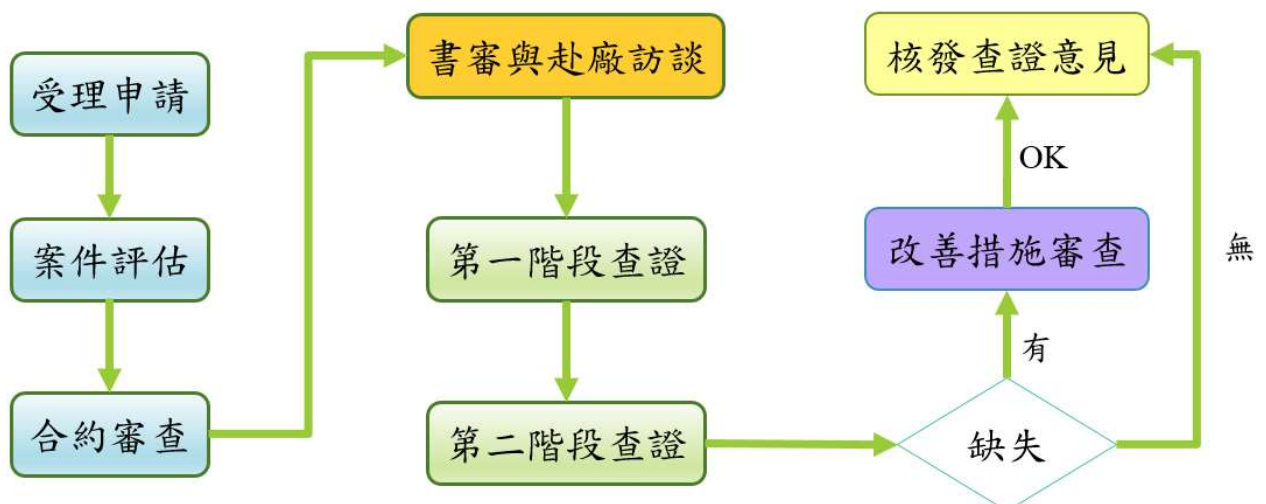 受理申請
案件評估
合約審查
書審與赴廠訪談
第一階段查證
第二階段查證
缺失
有
改善措施審查
OK
無
核發查證意見